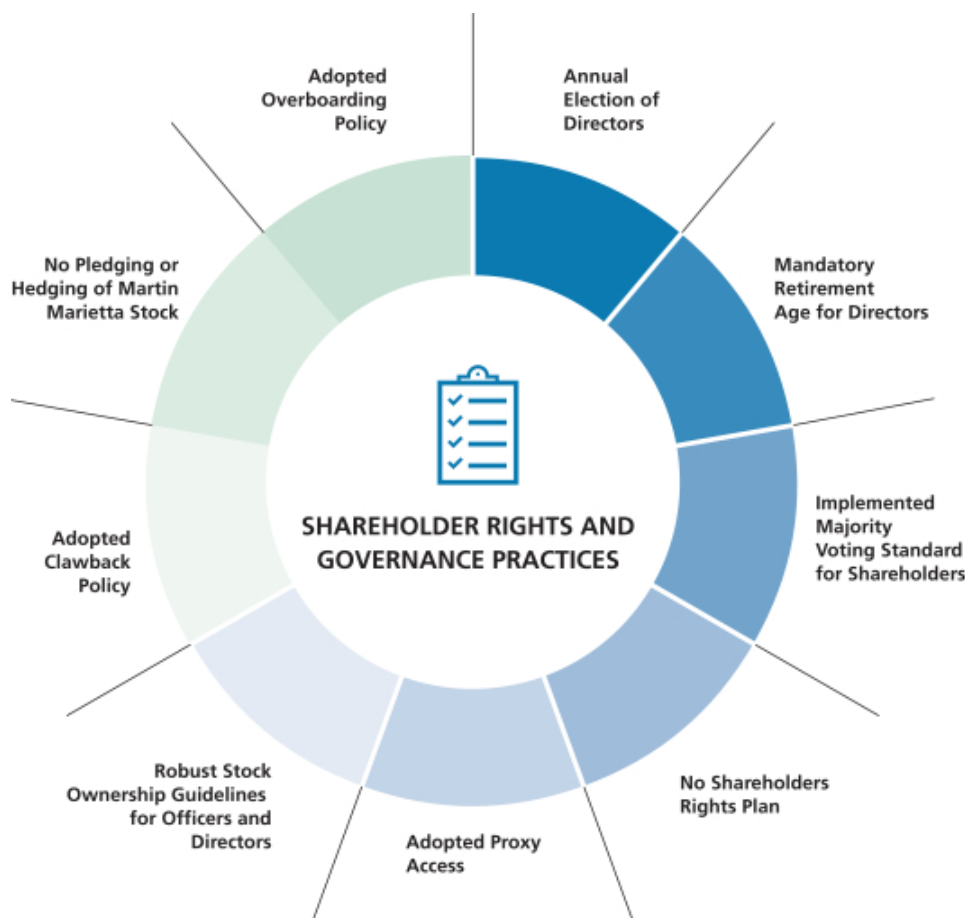 Adopted
Overboarding
Policy
Annual
Election of
Directors
No Pledging or
Hedging of Martin
Marietta Stock
Mandatory
Retirement
Age for Directors
SHAREHOLDER RIGHTS AND
GOVERNANCE PRACTICES
Implemented
Majority
Voting Standard
for Shareholders
Adopted
Clawback
Policy
Robust Stock
Ownership Guidelines
for Officers and
Directors
Adopted Proxy
Access
No Shareholders
Rights Plan